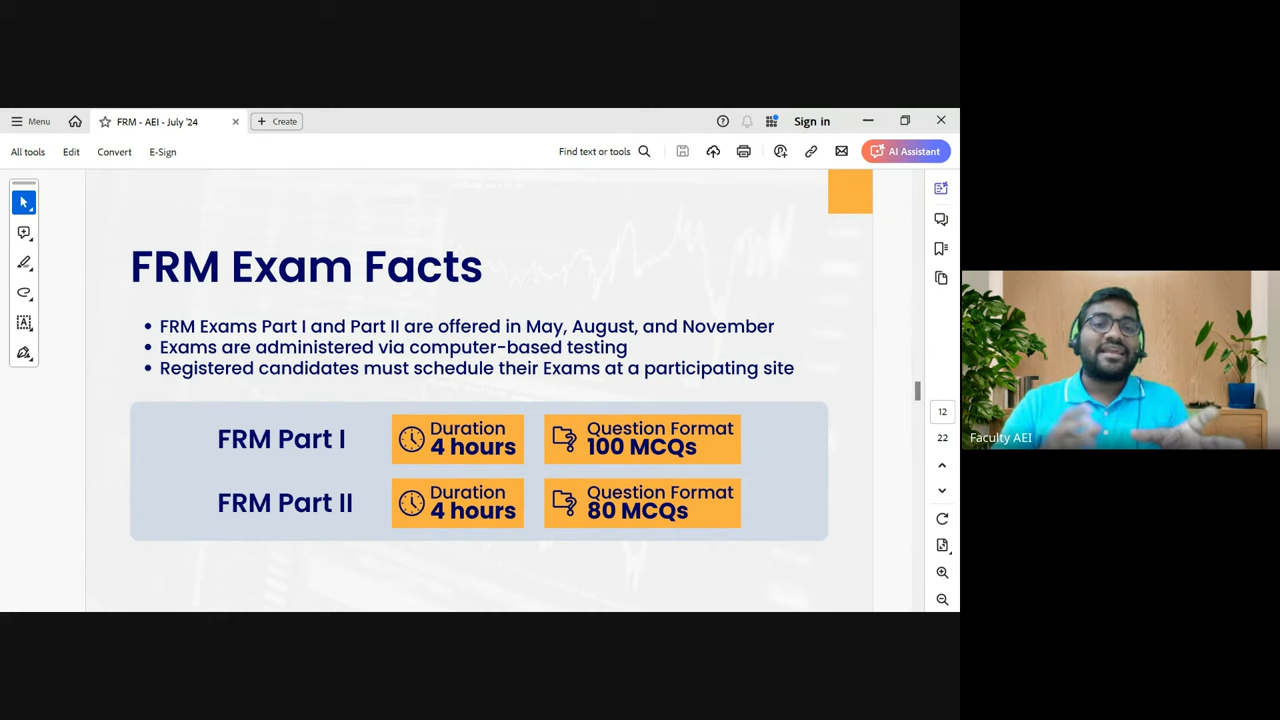 Menu
FRM - AEI - July '24
Create
Sign in
All tools
Edit
Convert
E-Sign
Find text or tools
AI Assistant
FRM Exam Facts
• FRM Exams Part I and Part II are offered in May, August, and November
• Exams are administered via computer-based testing
• Registered candidates must schedule their Exams at a participating site
FRM Part I
Duration
4 hours
Question Format
100 MCQs
FRM Part II
Duration
4 hours
Question Format
80 MCQs
12
22
Faculty AEI